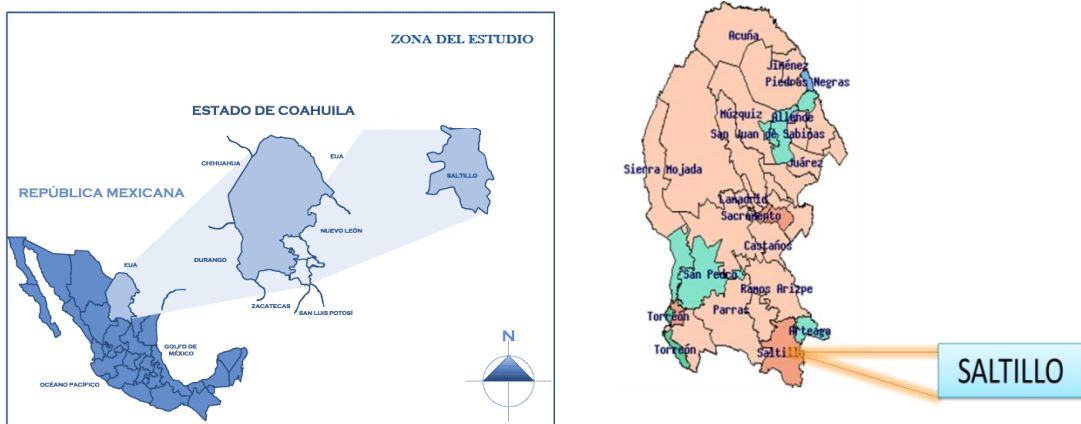 ZONA DEL ESTUDIO
ESTADO DE COAHUILA
CHIHUAHUA
EUA
SALTILLO
REPÚBLICA MEXICANA
NUEVO LEÓN
DURANGO
EUA
ZACATECAS
SAN LUIS POTOSÍ
GOLFO DE
MÉXICO
OCÉANO PACÍFICO
N
Acuña
Jiménez
Piedras Negras
Múzquiz
Allende
San Juan de Sabinas
Juárez
Sierra Mojada
Lamadrid
Sacramento
Castaños
San Pedro
Ramos Arizpe
Parras
Torreón
Arteaga
Torreón
Saltillo
SALTILLO